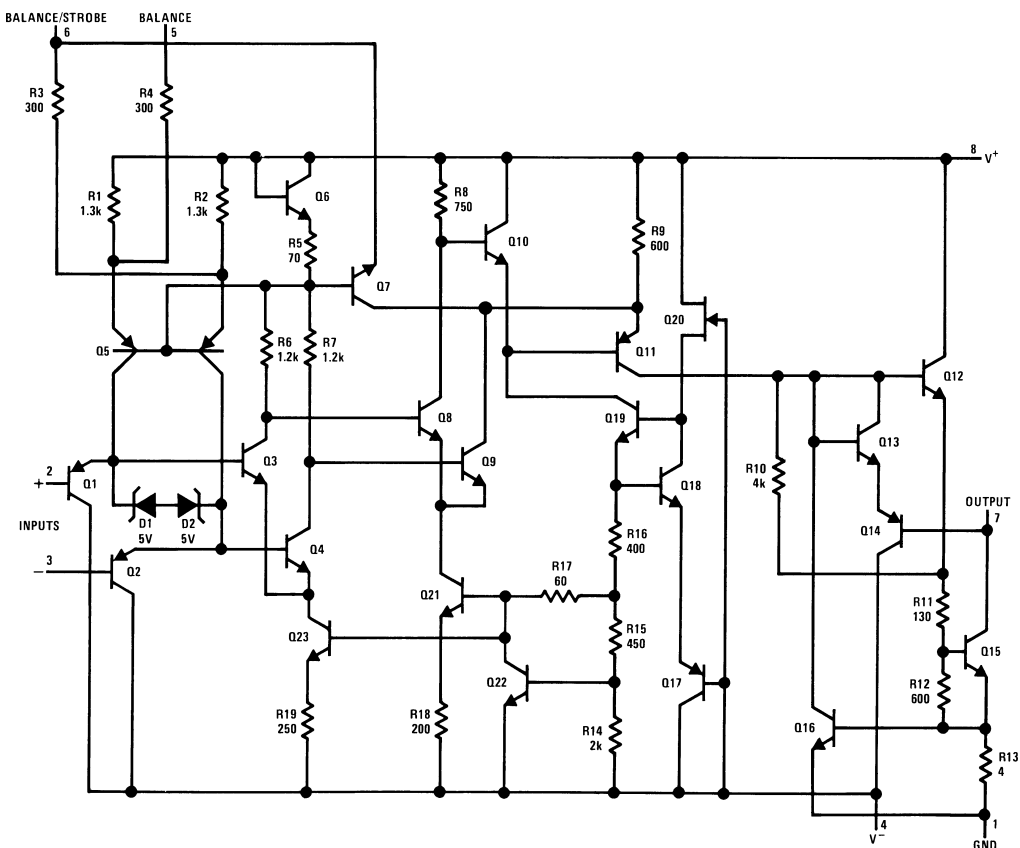 BALANCE/STROBE
6
BALANCE
5
R3
300
R4
300
8
V+
R1
1.3k
R2
1.3k
Q6
R5
70
R8
750
Q10
R9
600
Q7
Q20
Q5
R6
1.2k
R7
1.2k
Q11
Q12
Q8
Q19
Q13
2
+
Q1
Q3
Q9
R10
4k
Q18
OUTPUT
7
INPUTS
D1
5V
D2
5V
Q14
3
−
Q2
Q4
R16
400
Q21
R17
60
R11
130
Q23
R15
450
Q15
Q22
Q17
R12
600
R19
250
R18
200
R14
2k
Q16
R13
4
4
V−
1
GND